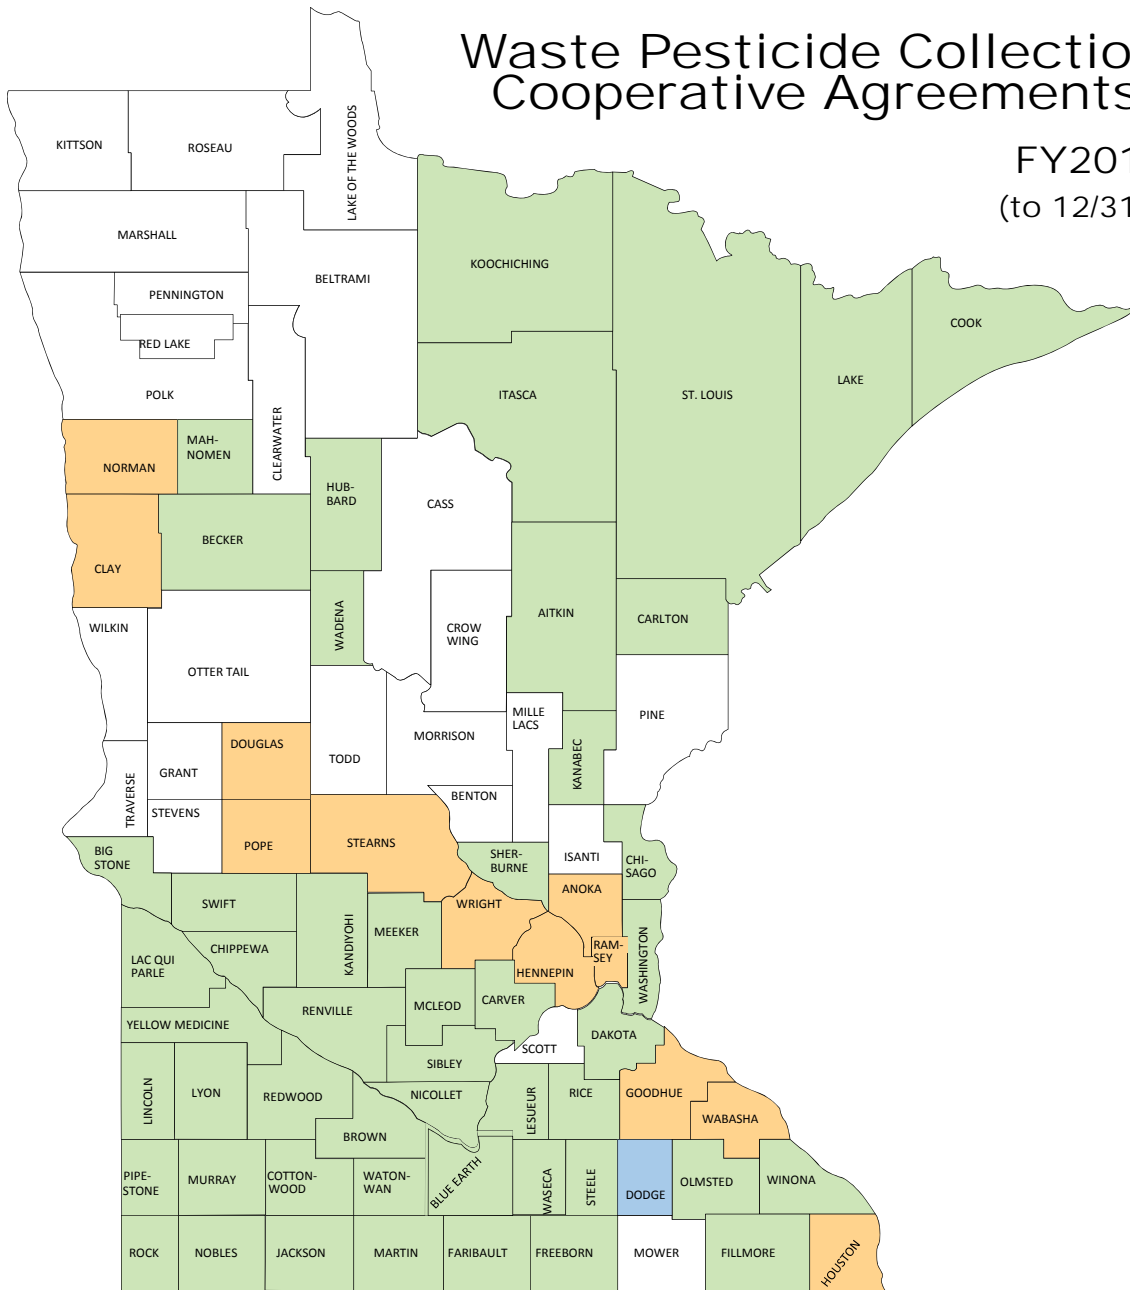 Waste Pesticide Collectio
Cooperative Agreements
FY201
(to 12/31
KITTSON
ROSEAU
LAKE OF THE WOODS
MARSHALL
KOOCHICHING
BELTRAMI
PENNINGTON
COOK
RED LAKE
POLK
ITASCA
ST. LOUIS
LAKE
CLEARWATER
NORMAN
MAH-
NOMEN
HUB-
BARD
CASS
BECKER
CLAY
WILKIN
WADENA
CROW
WING
AITKIN
CARLTON
OTTER TAIL
MILLE
LACS
PINE
DOUGLAS
MORRISON
TODD
KANABEC
GRANT
TRAVERSE
STEVENS
BENTON
BIG
STONE
POPE
STEARNS
SHER-
BURNE
ISANTI
CHI-
SAGO
ANOKA
SWIFT
WRIGHT
KANDIYOHI
MEEKER
CHIPPEWA
LAC QUI
PARLE
RAM-
SEY
WASHINGTON
HENNEPIN
CARVER
MCLEOD
RENVILLE
YELLOW MEDICINE
DAKOTA
SCOTT
SIBLEY
LINCOLN
LYON
REDWOOD
NICOLLET
LESUEUR
RICE
GOODHUE
WABASHA
BROWN
PIPE-
STONE
MURRAY
COTTON-
WOOD
WATON-
WAN
BLUE EARTH
WASECA
STEELE
DODGE
OLMSTED
WINONA
ROCK
NOBLES
JACKSON
MARTIN
FARIBAULT
FREEBORN
MOWER
FILLMORE
HOUSTON